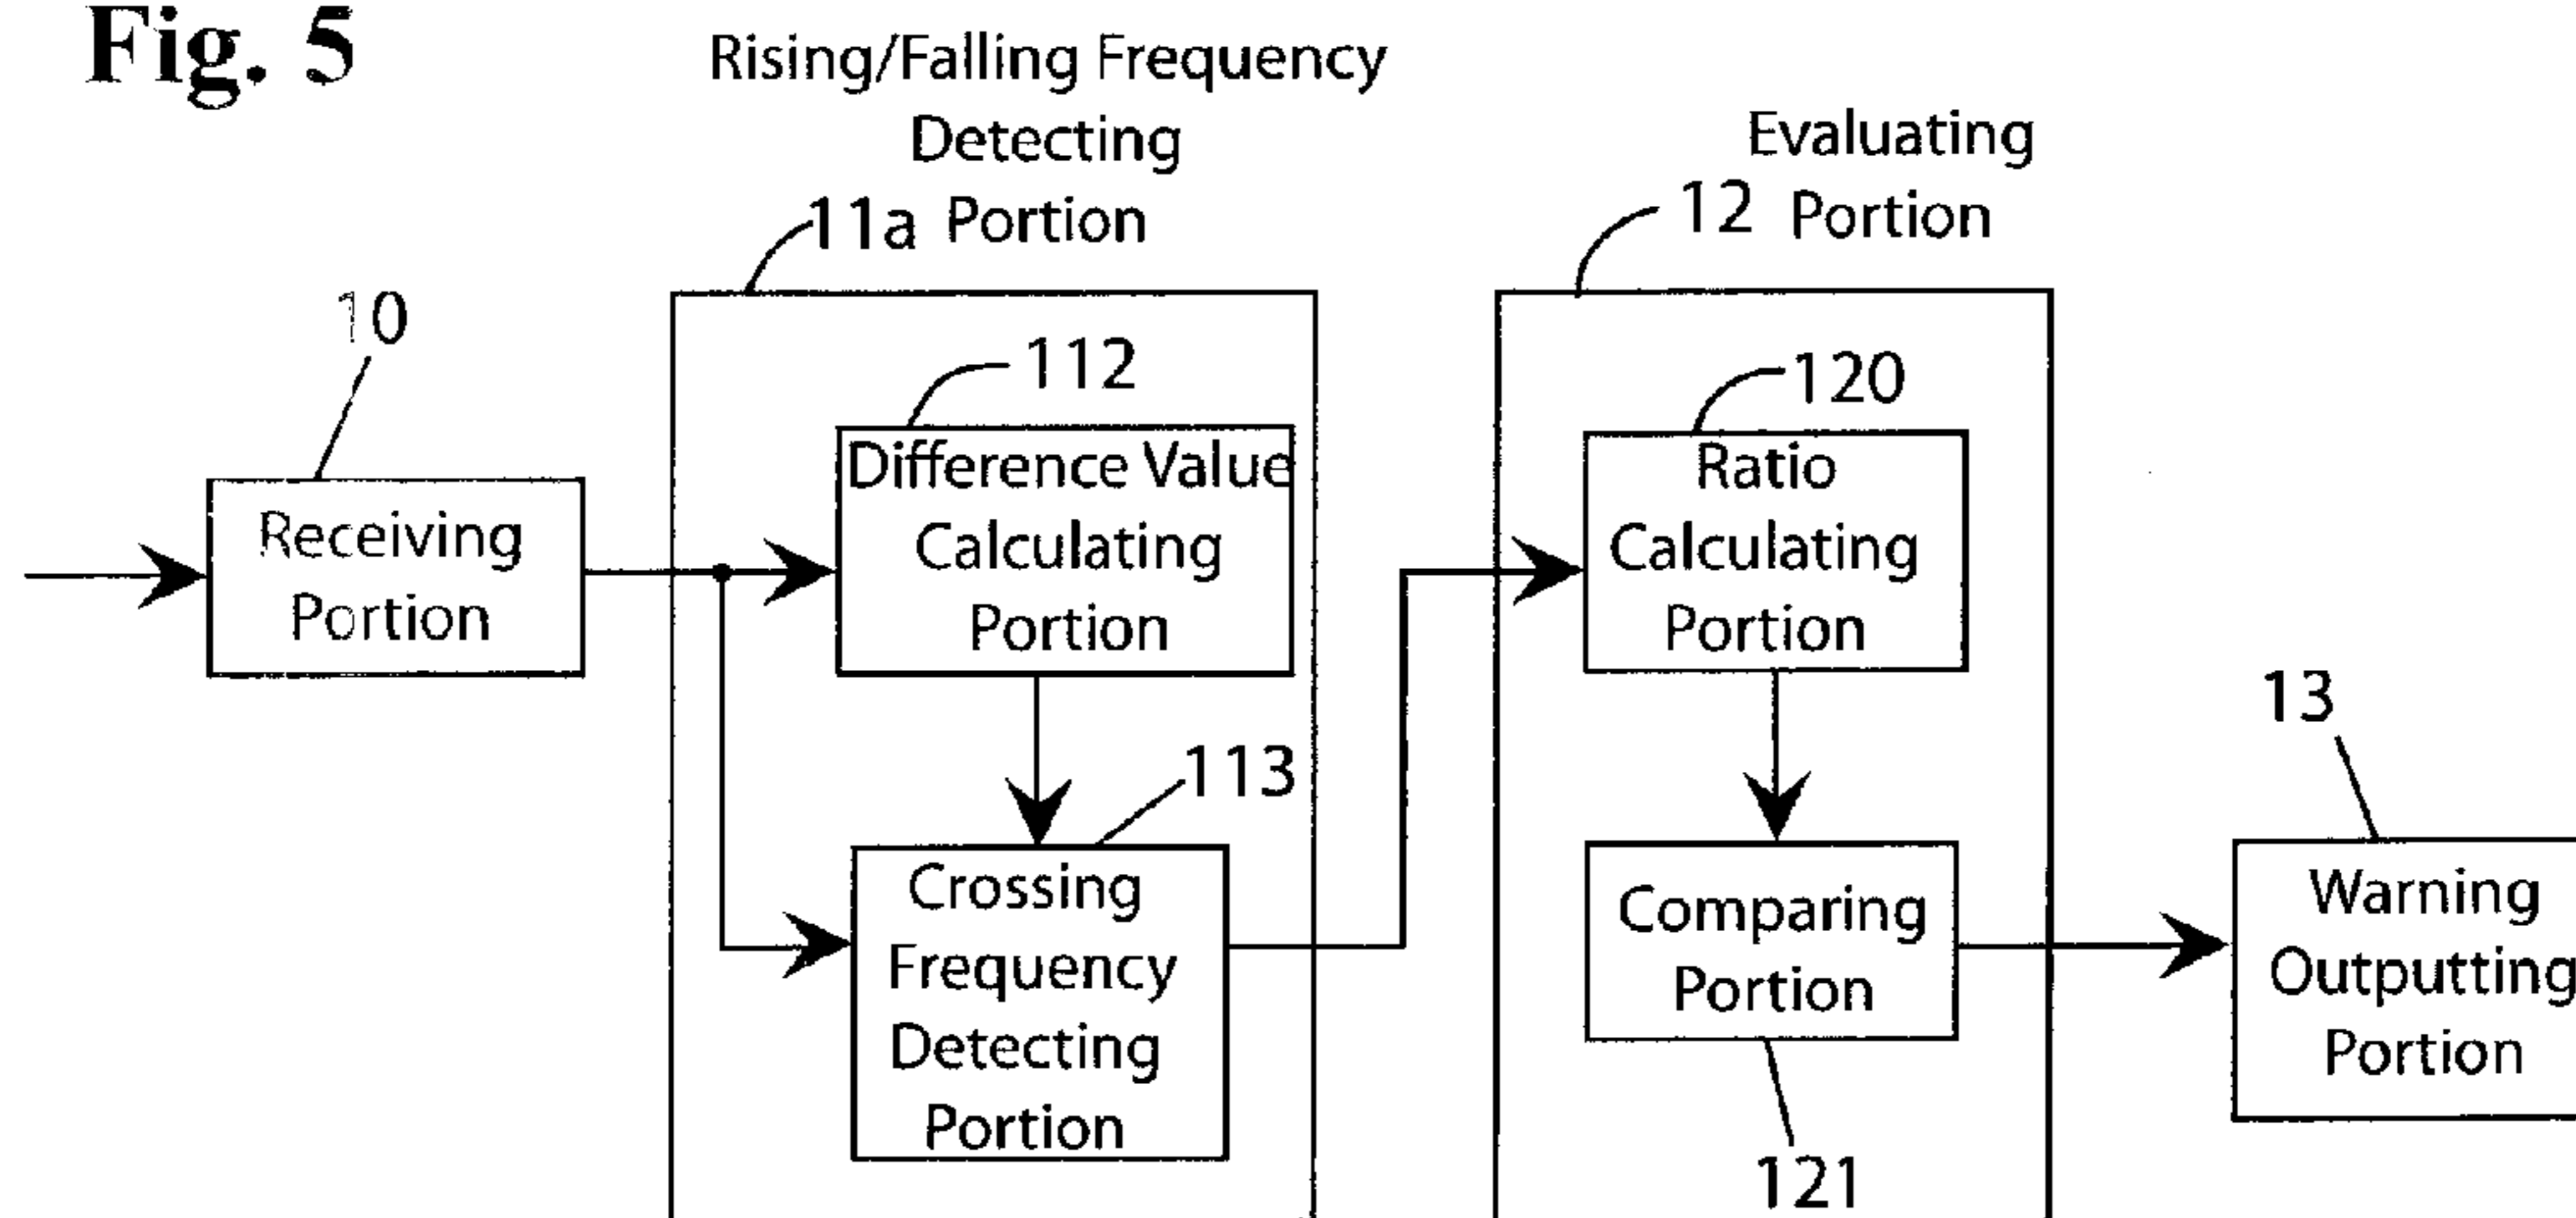 Fig. 5
Rising/Falling Frequency
Detecting
Portion
11a
Evaluating
Portion
12
10
Receiving
Portion
112
Difference Value
Calculating
Portion
113
Crossing
Frequency
Detecting
Portion
120
Ratio
Calculating
Portion
Comparing
Portion
121
13
Warning
Outputting
Portion